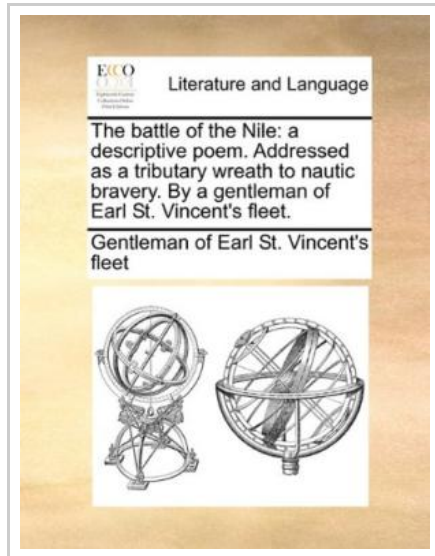 ECCO
Literature and Language
The battle of the Nile: a
descriptive poem. Addressed
as a tributary wreath to nautic
bravery. By a gentleman of
Earl St. Vincent's fleet.
Gentleman of Earl St. Vincent's
fleet